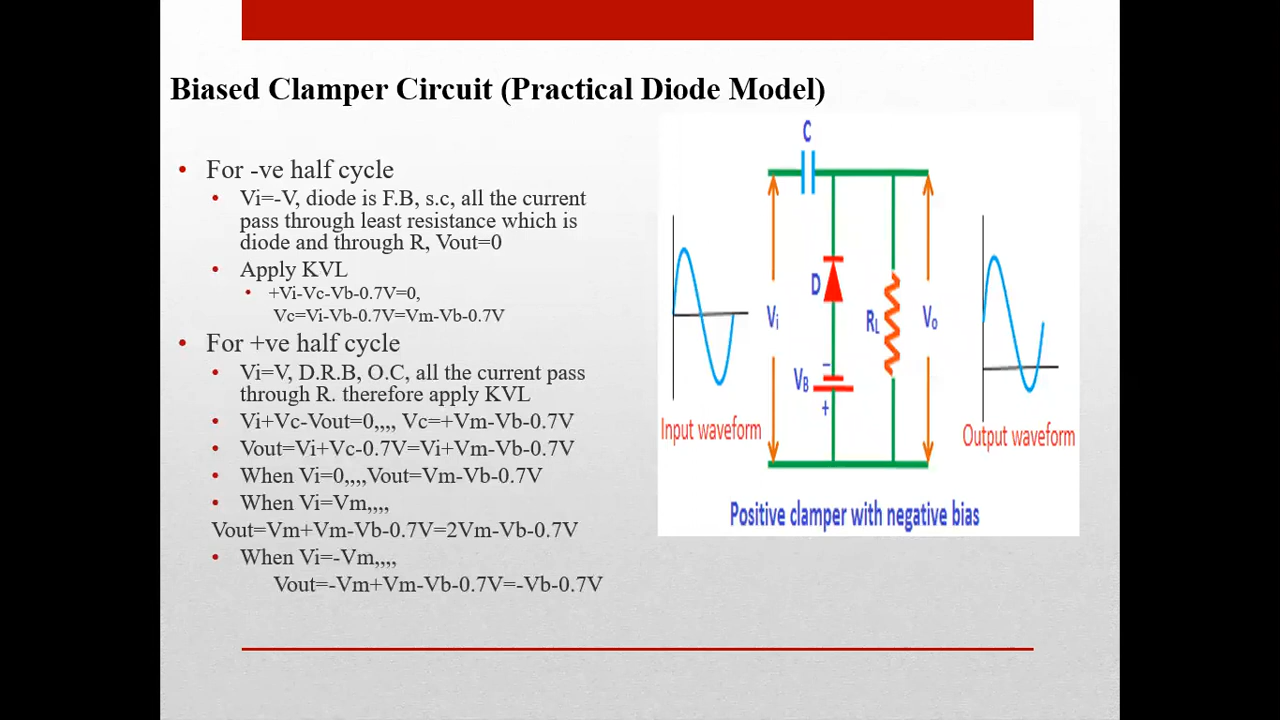 Biased Clamper Circuit (Practical Diode Model)
• For -ve half cycle
• Vi=-V, diode is F.B, s.c, all the current
pass through least resistance which is
diode and through R, Vout=0
• Apply KVL
• +Vi-Vc-Vb-0.7V=0,
Vc=Vi-Vb-0.7V=Vm-Vb-0.7V
• For +ve half cycle
• Vi=V, D.R.B, O.C, all the current pass
through R. therefore apply KVL
• Vi+Vc-Vout=0,,,, Vc=+Vm-Vb-0.7V
• Vout=Vi+Vc-0.7V=Vi+Vm-Vb-0.7V
• When Vi=0,,,,Vout=Vm-Vb-0.7V
• When Vi=Vm,,,,
Vout=Vm+Vm-Vb-0.7V=2Vm-Vb-0.7V
• When Vi=-Vm,,,,
Vout=-Vm+Vm-Vb-0.7V=-Vb-0.7V
C
D
Vi
RL
Vo
VB
−
+
Input waveform
Output waveform
Positive clamper with negative bias